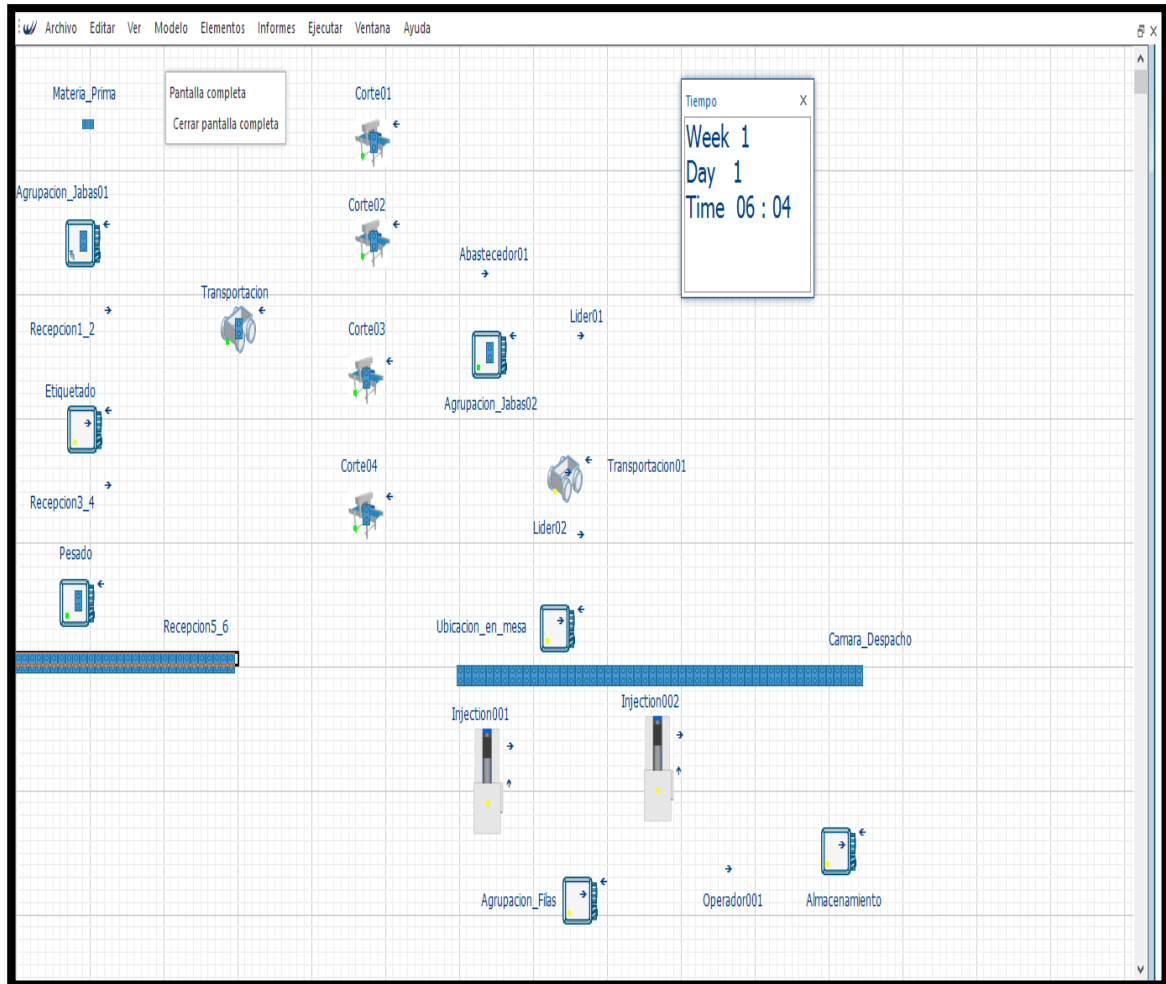 Archivo Editar Ver Modelo Elementos Informes Ejecutar Ventana Ayuda
Materia_Prima
Pantalla completa
Cerrar pantalla completa
Corte01
Tiempo X
Week 1
Day 1
Time 06 : 04
Agrupacion_Jabas01
Corte02
Abastecedor01
Transportacion
Recepcion1_2
Corte03
Lider01
Etiquetado
Agrupacion_Jabas02
Corte04
Transportacion01
Recepcion3_4
Lider02
Pesado
Recepcion5_6
Ubicacion_en_mesa
Camara_Despacho
Injection001
Injection002
Agrupacion_Filas
Operador001
Almacenamiento